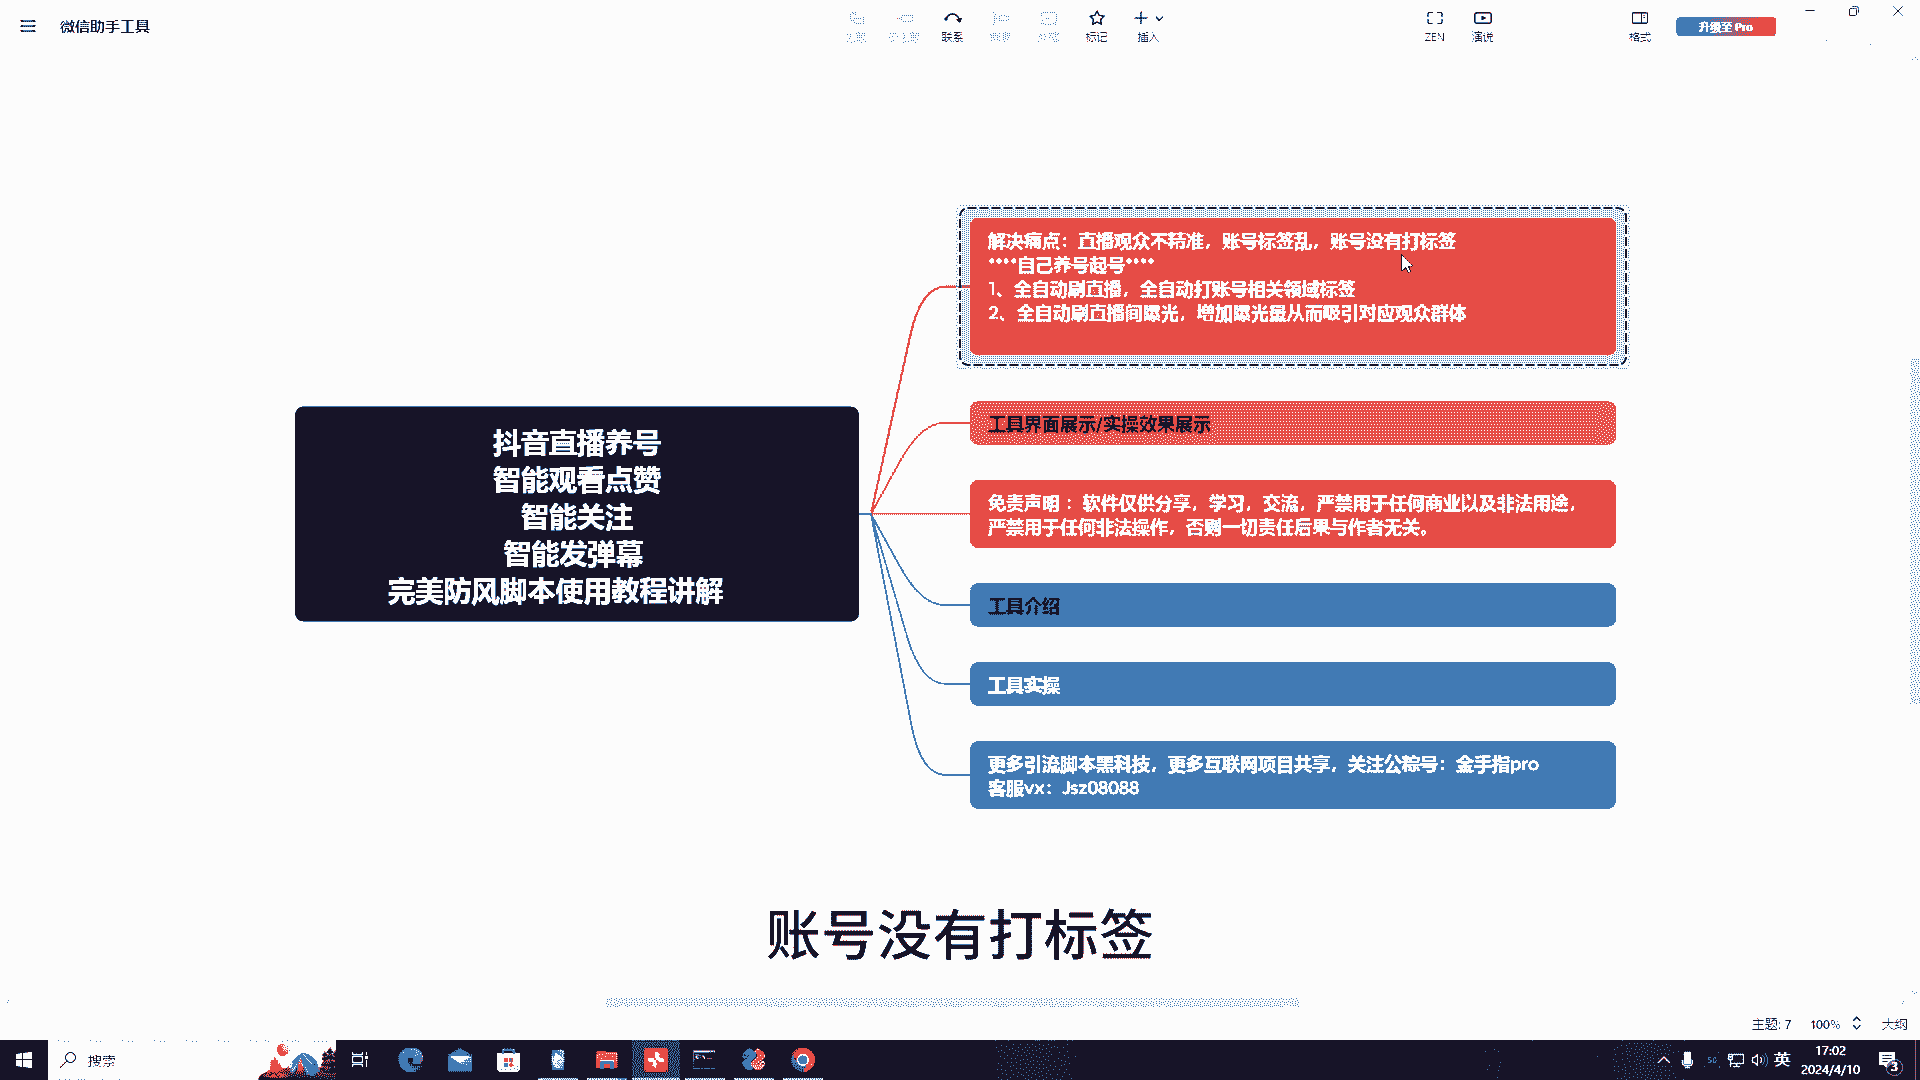 微信助手工具
联系
标记
插入
ZEN
演说
格式
升级至 Pro
解决痛点：直播观众不精准，账号标签乱，账号没有打标签
****自己养号起号****
1、全自动刷直播，全自动打账号相关领域标签
2、全自动刷直播间曝光，增加曝光量从而吸引对应观众群体
工具界面展示/实操效果展示
抖音直播养号
智能观看点赞
智能关注
智能发弹幕
完美防风脚本使用教程讲解
免责声明：软件仅供分享，学习，交流，严禁用于任何商业以及非法用途，
严禁用于任何非法操作，否则一切责任后果与作者无关。
工具介绍
工具实操
更多引流脚本黑科技，更多互联网项目共享，关注公粽号：金手指pro
客服vx：Jsz08088
账号没有打标签
主题: 7
100%
大纲
搜索
英
17:02
2024/4/10
3